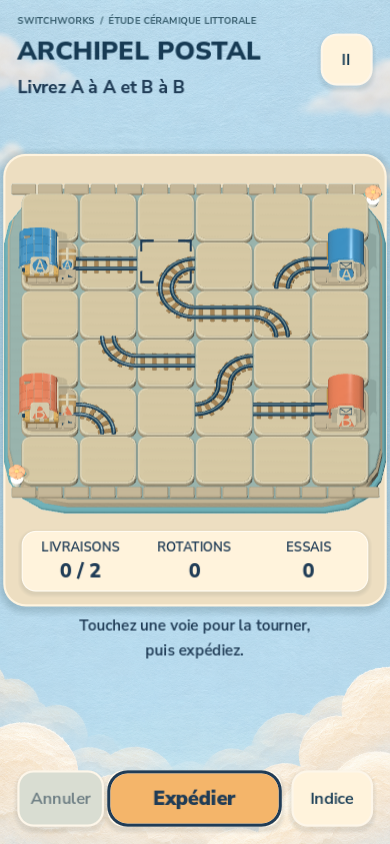 SWITCHWORKS / ÉTUDE CÉRAMIQUE LITTORALE
ARCHIPEL POSTAL
Livrez A à A et B à B
II
A
A
A
B
B
LIVRAISONS ROTATIONS ESSAIS
0 / 2 0 0
Touchez une voie pour la tourner,
puis expédiez.
Annuler Expédier Indice